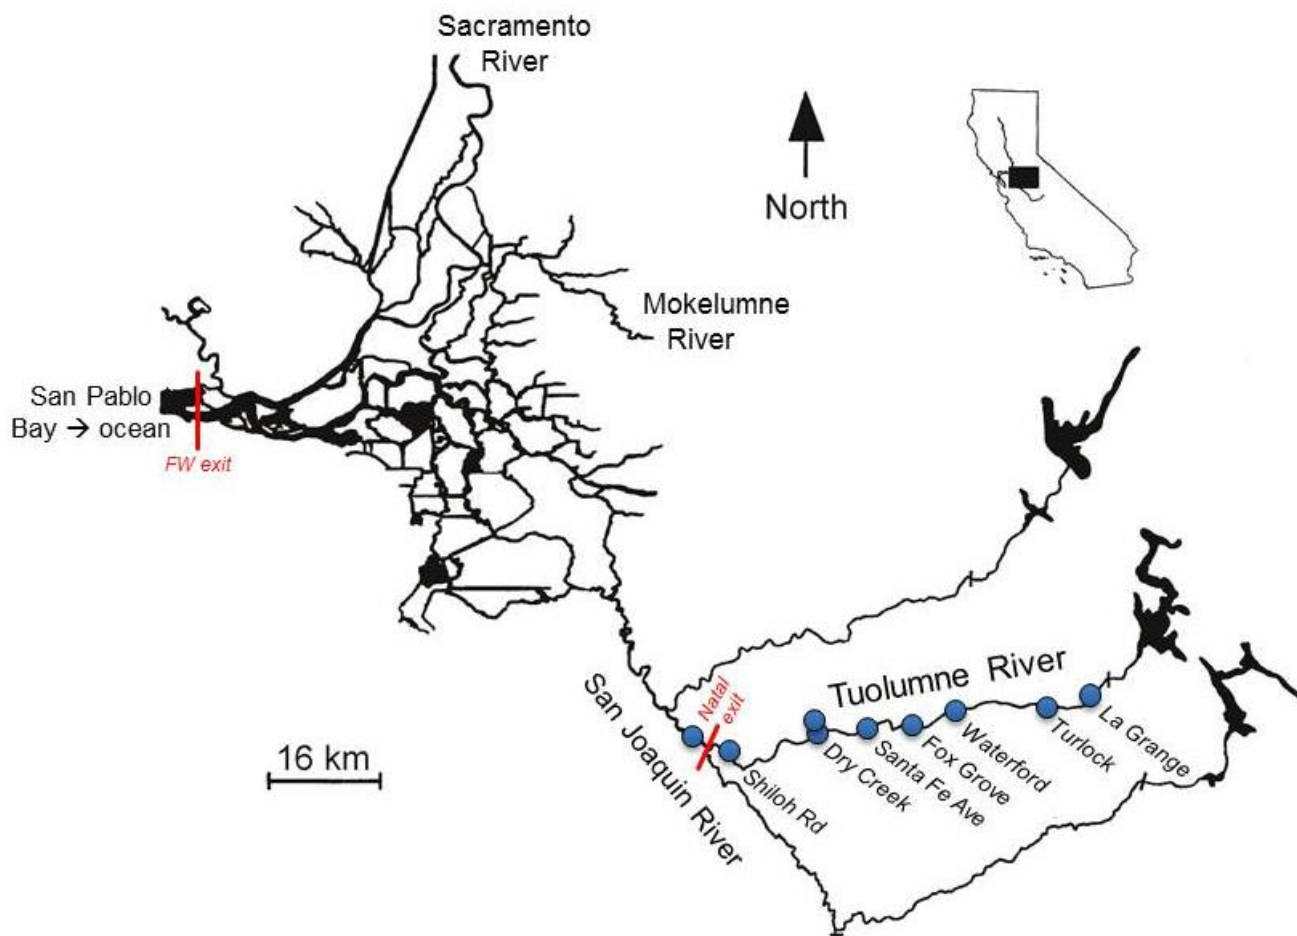 Sacramento
River
North
Mokelumne
River
San Pablo
Bay → ocean
FW exit
Natal
exit
Tuolumne River
San Joaquin River
16 km
Shiloh Rd
Dry Creek
Santa Fe Ave
Fox Grove
Waterford
Turlock
La Grange